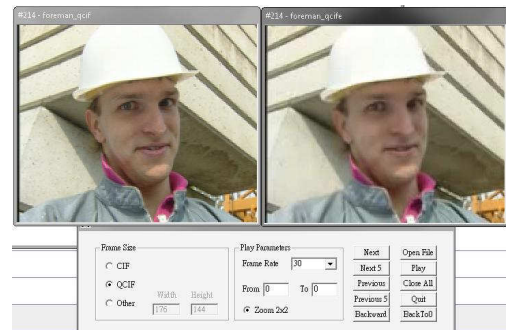 #214 - foreman_qcif
#214 - foreman_qcife
Frame Size
CIF
QCIF
Other
Width
Height
176
144
Play Parameters
Frame Rate
30
From
0
To
0
Zoom 2x2
Next
Open File
Next 5
Play
Previous
Close All
Previous 5
Quit
Backward
BackTo0